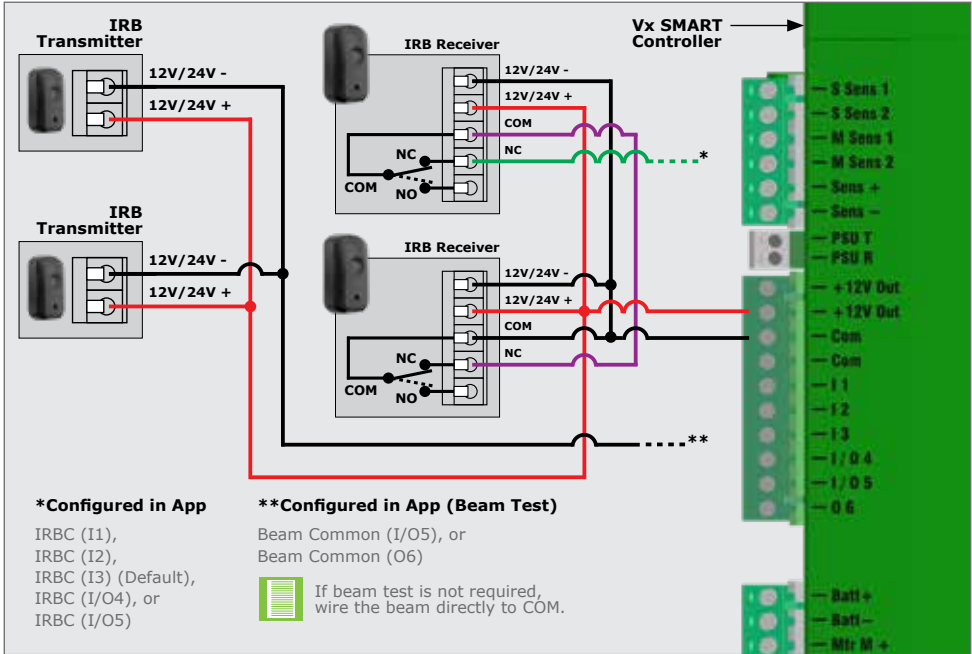 IRB
Transmitter
12V/24V -
12V/24V +
IRB
Transmitter
12V/24V -
12V/24V +
IRB Receiver
12V/24V -
12V/24V +
COM
NC
NC
COM
NO
*
IRB Receiver
12V/24V -
12V/24V +
COM
NC
NC
COM
NO
**
Vx SMART
Controller
S Sens 1
S Sens 2
M Sens 1
M Sens 2
Sens +
Sens −
PSU T
PSU R
+12V Out
+12V Out
Com
Com
I 1
I 2
I 3
I / O 4
I / O 5
O 6
Batt +
Batt −
Mtr M +
*Configured in App
IRBC (I1),
IRBC (I2),
IRBC (I3) (Default),
IRBC (I/O4), or
IRBC (I/O5)
**Configured in App (Beam Test)
Beam Common (I/O5), or
Beam Common (O6)
If beam test is not required,
wire the beam directly to COM.